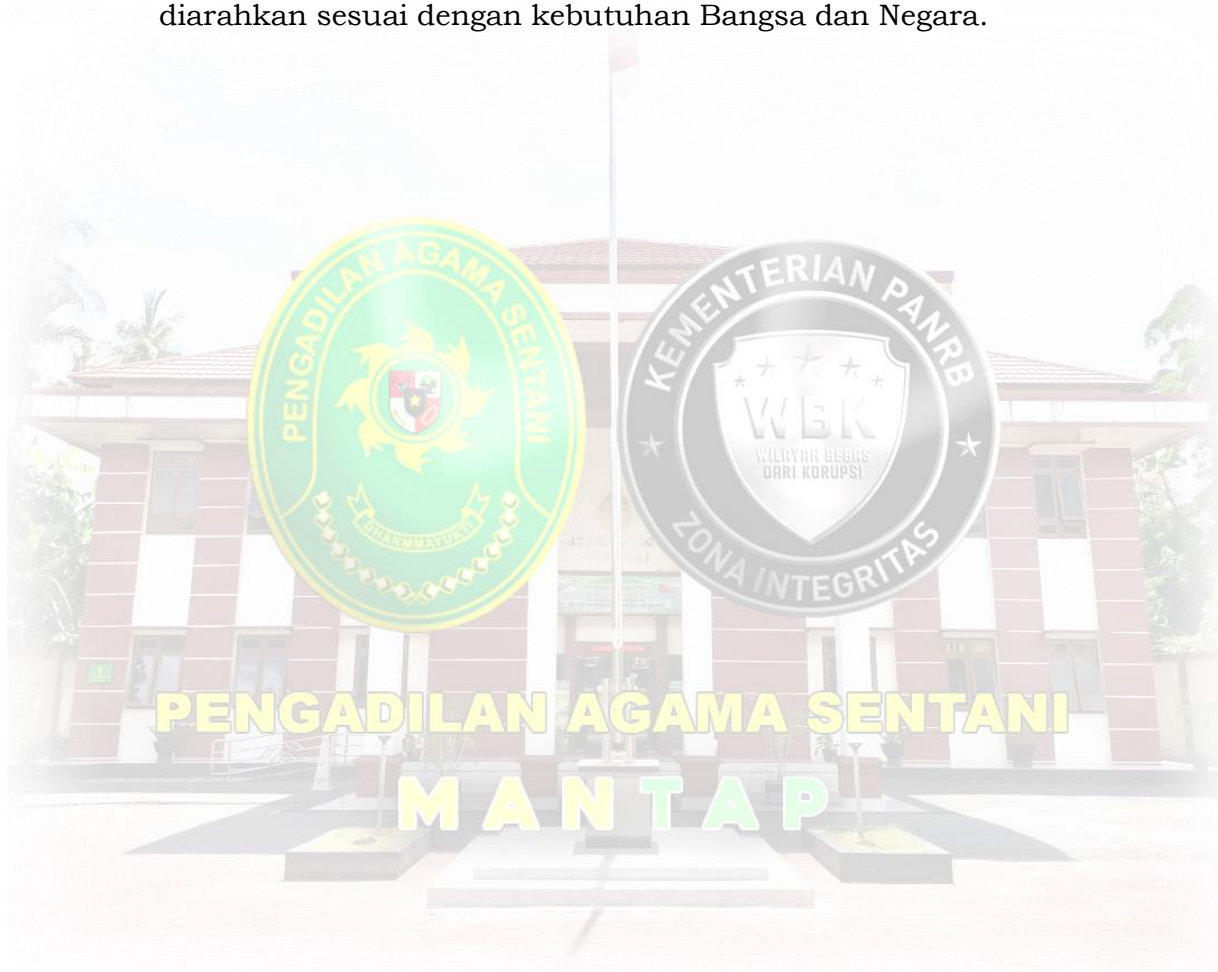 diarahkan sesuai dengan kebutuhan Bangsa dan Negara.
PENGADILAN AGAMA SENTANI
DHARMMAYUKTI
KEMENTERIAN PANRB
WBK
WILAYAH BEBAS
DARI KORUPSI
ZONA INTEGRITAS
PENGADILAN AGAMA SENTANI
MANTAP